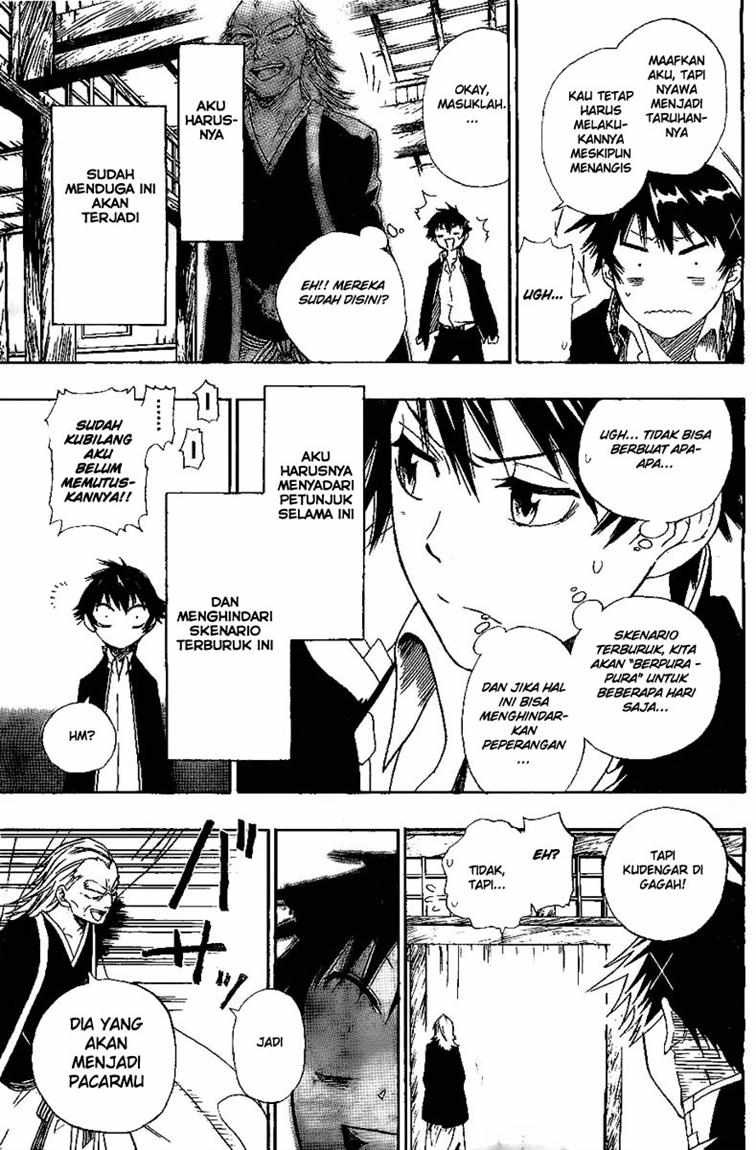 MAAFKAN
AKU, TAPI
NYAWA
MENJADI
TARUHAN-
NYA
KAU TETAP
HARUS
MELAKU-
KANNYA
MESKIPUN
MENANGIS
UGH...
OKAY,
MASUKLAH.
...
EH!! MEREKA
SUDAH DISINI?
AKU
HARUS-
NYA
SUDAH
MENDUGA INI
AKAN
TERJADI
UGH... TIDAK BISA
BERBUAT APA-
APA...
SKENARIO
TERBURUK, KITA
AKAN "BERPURA -
PURA" UNTUK
BEBERAPA HARI
SAJA...
DAN JIKA HAL
INI BISA
MENGHINDAR-
KAN
PEPERANGAN
...
AKU
HARUSNYA
MENYADARI
PETUNJUK
SELAMA INI
DAN
MENGHINDARI
SKENARIO
TERBURUK INI
......
SUDAH
KUBILANG
AKU
BELUM
MEMUTUS-
KANNYA!!
HM?
TAPI
KUDENGAR DI
GAGAH!
EH?
TIDAK,
TAPI...
JADI
バサ
DIA YANG
AKAN
MENJADI
PACARMU